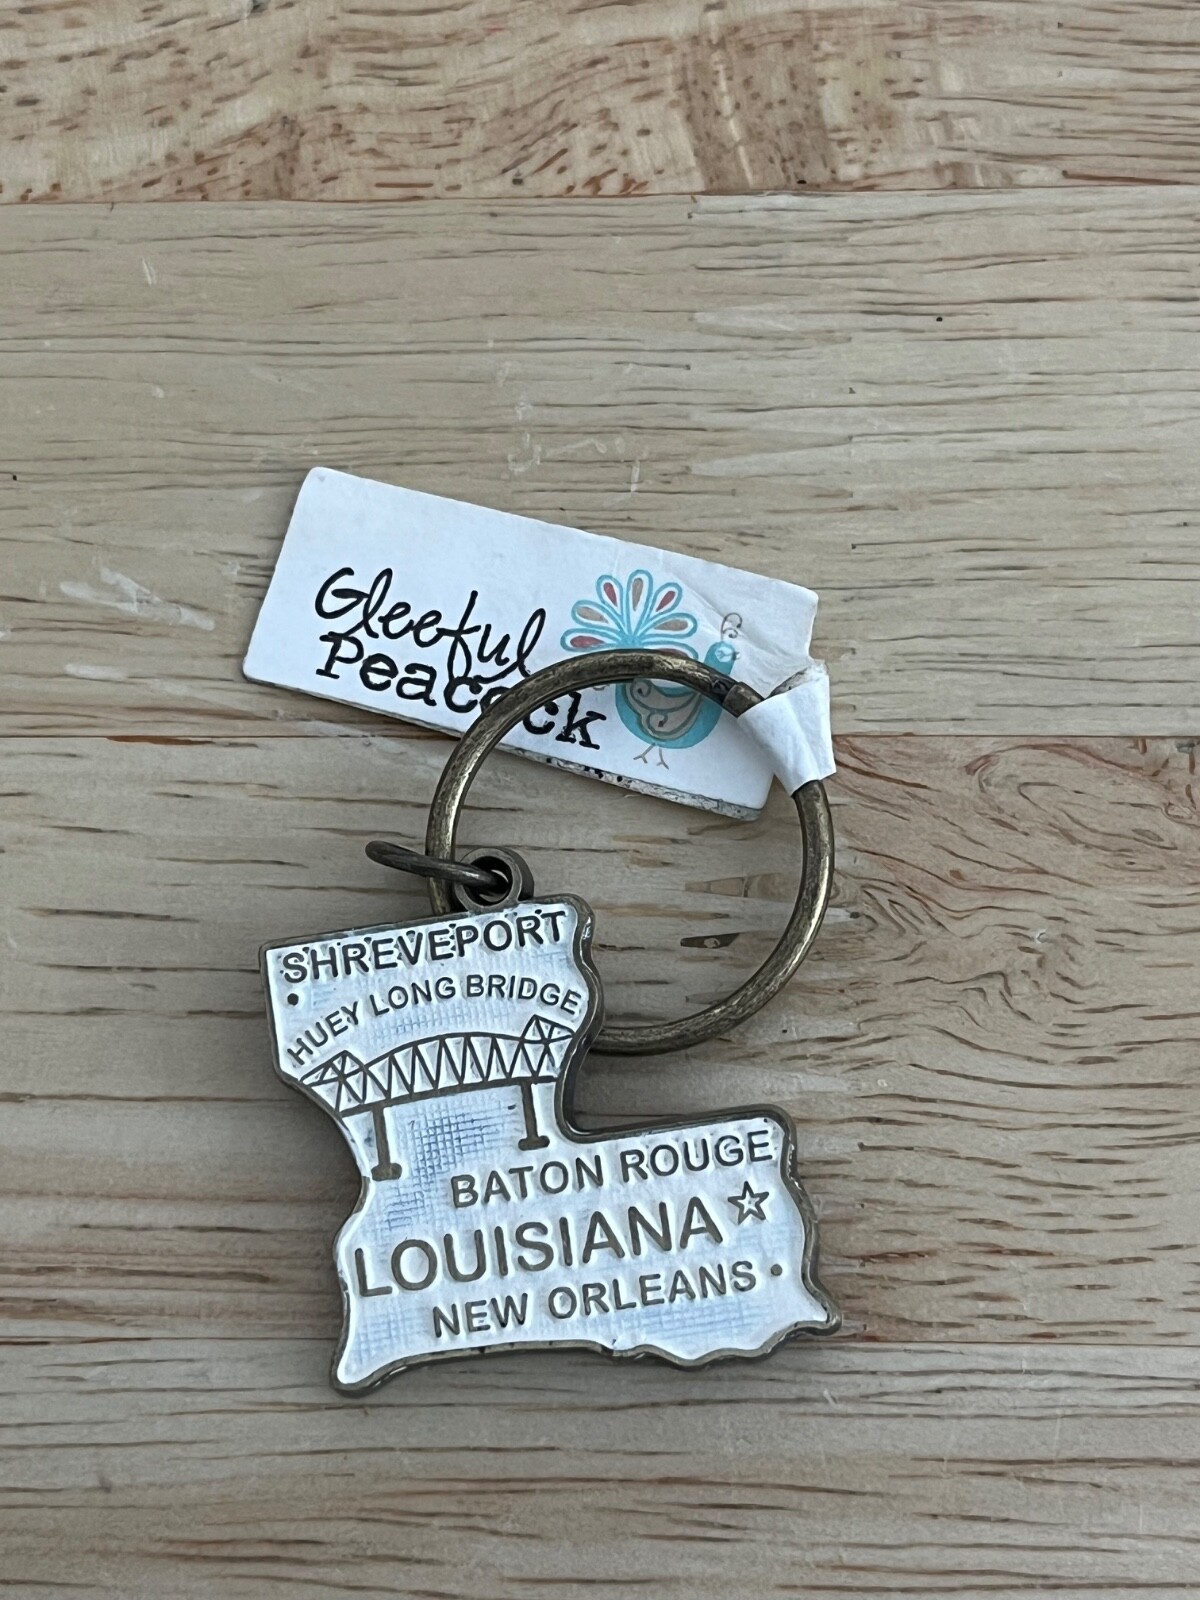 Gleeful
Peacock
SHREVEPORT
HUEY LONG BRIDGE
BATON ROUGE
LOUISIANA
NEW ORLEANS